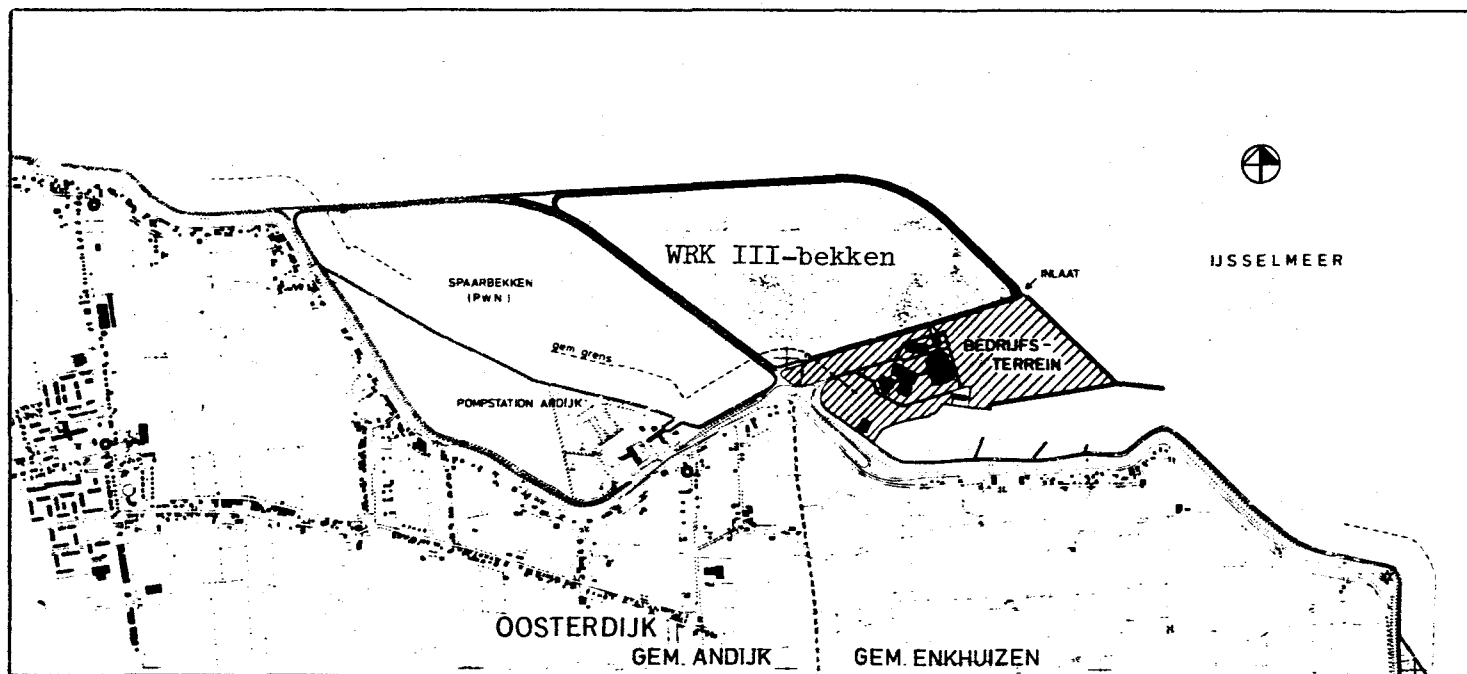 WRK III-bekken
IJSSELMEER
INLAAT
SPAARBEKKEN
(PWN)
BEDRIJFS-
TERREIN
gem grens
POMPSTATION ANDIJK
OOSTERDIJK
GEM. ANDIJK
GEM. ENKHUIZEN